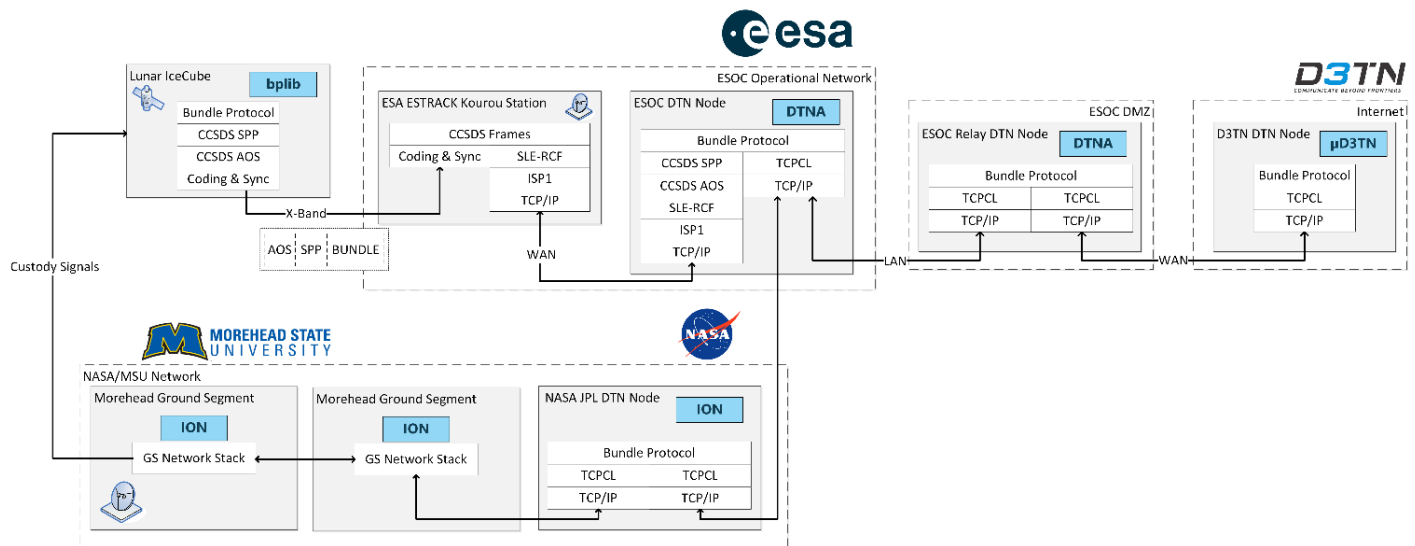 esa
Lunar IceCube
bplib
Bundle Protocol
CCSDS SPP
CCSDS AOS
Coding & Sync
X-Band
AOS SPP BUNDLE
Custody Signals
ESOC Operational Network
ESA ESTRACK Kourou Station
CCSDS Frames
Coding & Sync SLE-RCF
ISP1
TCP/IP
WAN
ESOC DTN Node
DTNA
Bundle Protocol
CCSDS SPP TCPCL
CCSDS AOS TCP/IP
SLE-RCF
ISP1
TCP/IP
LAN
ESOC DMZ
ESOC Relay DTN Node
DTNA
Bundle Protocol
TCPCL TCPCL
TCP/IP TCP/IP
WAN
D3TN
COMMUNICATE BEYOND FRONTIERS
Internet
D3TN DTN Node
µD3TN
Bundle Protocol
TCPCL
TCP/IP
M MOREHEAD STATE
UNIVERSITY
NASA
NASA/MSU Network
Morehead Ground Segment
ION
GS Network Stack
Morehead Ground Segment
ION
GS Network Stack
NASA JPL DTN Node
ION
Bundle Protocol
TCPCL TCPCL
TCP/IP TCP/IP